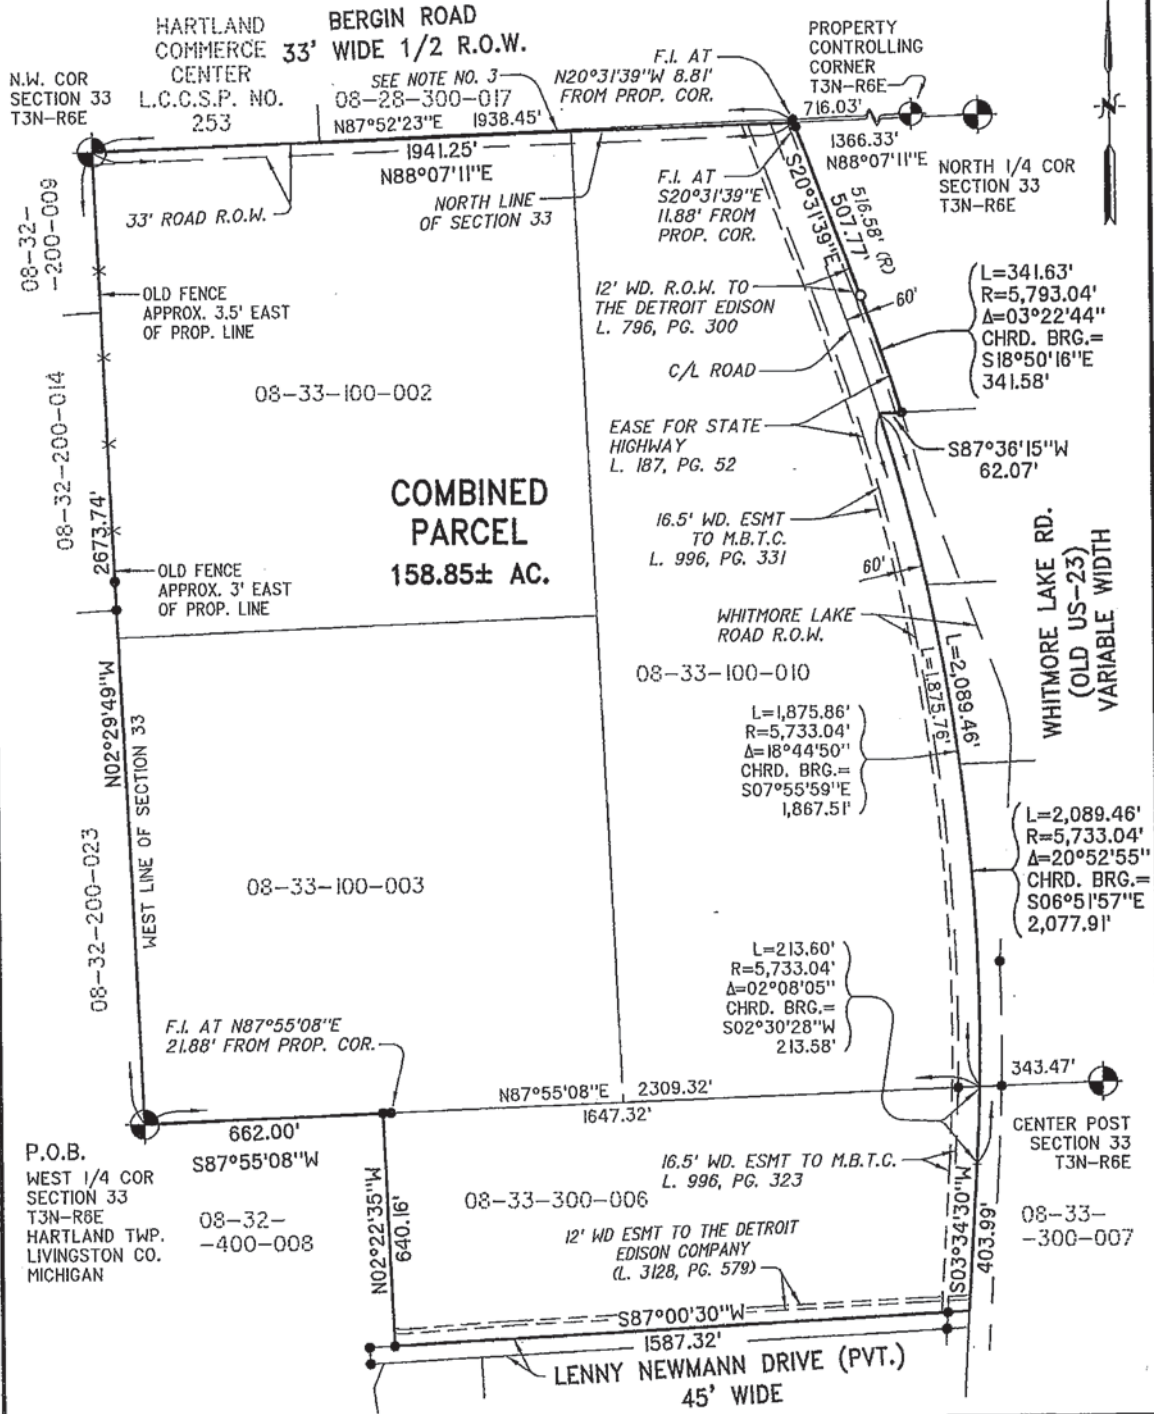 HARTLAND
COMMERCE
CENTER
L.C.C.S.P. NO.
253
BERGIN ROAD
33' WIDE 1/2 R.O.W.
SEE NOTE NO. 3
08-28-300-017
N87°52'23"E 1938.45'
1941.25'
N88°07'11"E
N.W. COR
SECTION 33
T3N-R6E
33' ROAD R.O.W.
NORTH LINE
OF SECTION 33
F.I. AT
N20°31'39"W 8.81'
FROM PROP. COR.
PROPERTY
CONTROLLING
CORNER
T3N-R6E
716.03'
1366.33'
N88°07'11"E
NORTH 1/4 COR
SECTION 33
T3N-R6E
N
F.I. AT
S20°31'39"E
11.88' FROM
PROP. COR.
S20°31'39"E
516.58' (R)
507.77'
08-32-
-200-009
OLD FENCE
APPROX. 3.5' EAST
OF PROP. LINE
12' WD. R.O.W. TO
THE DETROIT EDISON
L. 796, PG. 300
60'
L=341.63'
R=5,793.04'
Δ=03°22'44"
CHRD. BRG.=
S18°50'16"E
341.58'
C/L ROAD
08-33-100-002
08-32-200-014
2673.74'
EASE FOR STATE
HIGHWAY
L. 187, PG. 52
S87°36'15"W
62.07'
COMBINED
PARCEL
158.85± AC.
16.5' WD. ESMT
TO M.B.T.C.
L. 996, PG. 331
60'
OLD FENCE
APPROX. 3' EAST
OF PROP. LINE
WHITMORE LAKE
ROAD R.O.W.
WHITMORE LAKE RD.
(OLD US-23)
VARIABLE WIDTH
08-33-100-010
L=2,089.46'
L=1,875.76'
L=1,875.86'
R=5,733.04'
Δ=18°44'50"
CHRD. BRG.=
S07°55'59"E
1,867.51'
N02°29'49"W
WEST LINE OF SECTION 33
08-32-200-023
L=2,089.46'
R=5,733.04'
Δ=20°52'55"
CHRD. BRG.=
S06°51'57"E
2,077.91'
08-33-100-003
L=213.60'
R=5,733.04'
Δ=02°08'05"
CHRD. BRG.=
S02°30'28"W
213.58'
F.I. AT N87°55'08"E
21.88' FROM PROP. COR.
N87°55'08"E 2309.32'
1647.32'
343.47'
662.00'
S87°55'08"W
P.O.B.
WEST 1/4 COR
SECTION 33
T3N-R6E
HARTLAND TWP.
LIVINGSTON CO.
MICHIGAN
08-32-
-400-008
N02°22'35"W
640.16'
CENTER POST
SECTION 33
T3N-R6E
16.5' WD. ESMT TO M.B.T.C.
L. 996, PG. 323
08-33-300-006
12' WD ESMT TO THE DETROIT
EDISON COMPANY
(L. 3128, PG. 579)
S03°34'30"W
403.99'
08-33-
-300-007
S87°00'30"W
1587.32'
LENNY NEWMANN DRIVE (PVT.)
45' WIDE